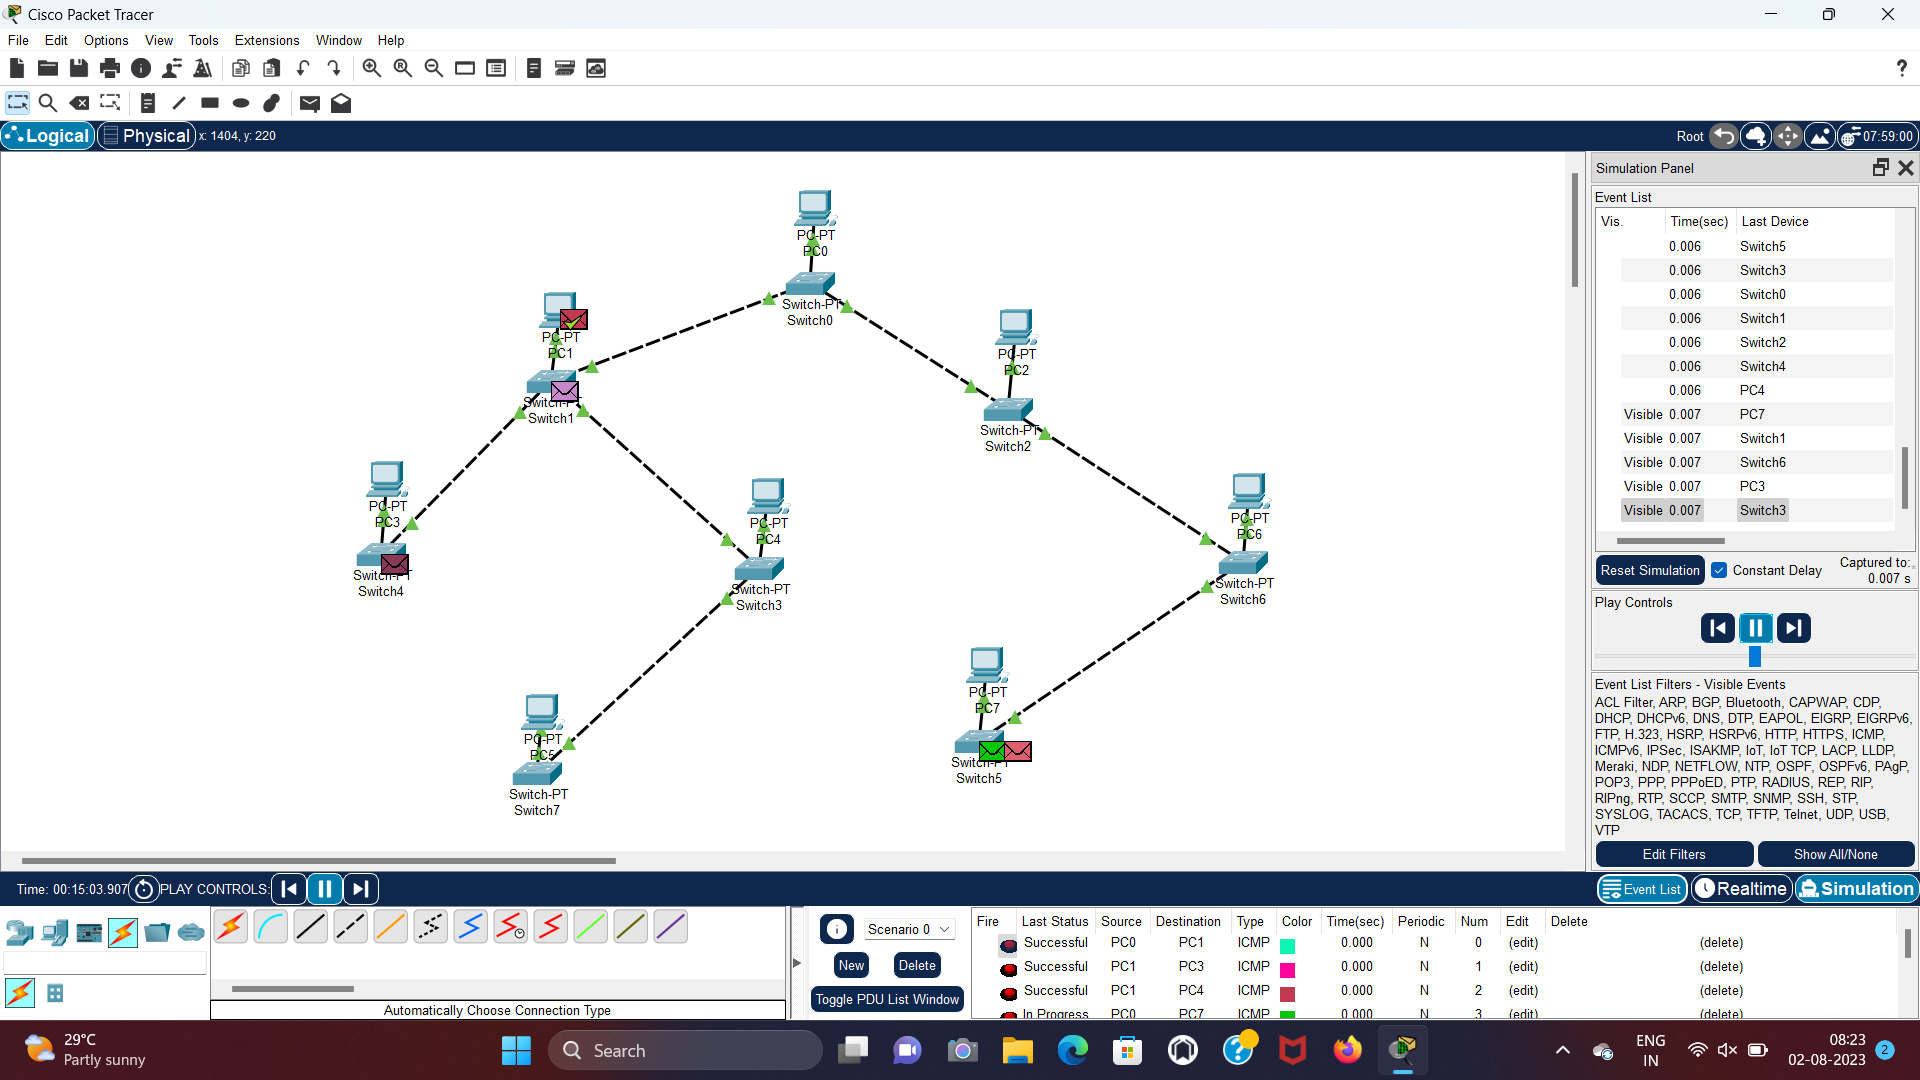 Cisco Packet Tracer
File Edit Options View Tools Extensions Window Help
?
Logical Physical x: 1404, y: 220 Root 07:59:00
PC-PT
PC0
Switch-PT
Switch0
PC-PT
PC1
Switch-PT
Switch1
PC-PT
PC2
Switch-PT
Switch2
PC-PT
PC3
Switch-PT
Switch4
PC-PT
PC4
Switch-PT
Switch3
PC-PT
PC6
Switch-PT
Switch6
PC-PT
PC7
Switch-PT
Switch5
PC-PT
PC5
Switch-PT
Switch7
Simulation Panel
Event List
Vis. Time(sec) Last Device
0.006 Switch5
0.006 Switch3
0.006 Switch0
0.006 Switch1
0.006 Switch2
0.006 Switch4
0.006 PC4
Visible 0.007 PC7
Visible 0.007 Switch1
Visible 0.007 Switch6
Visible 0.007 PC3
Visible 0.007 Switch3
Reset Simulation Constant Delay Captured to:
0.007 s
Play Controls
Event List Filters - Visible Events
ACL Filter, ARP, BGP, Bluetooth, CAPWAP, CDP,
DHCP, DHCPv6, DNS, DTP, EAPOL, EIGRP, EIGRPv6,
FTP, H.323, HSRP, HSRPv6, HTTP, HTTPS, ICMP,
ICMPv6, IPSec, ISAKMP, IoT, IoT TCP, LACP, LLDP,
Meraki, NDP, NETFLOW, NTP, OSPF, OSPFv6, PAgP,
POP3, PPP, PPPoED, PTP, RADIUS, REP, RIP,
RIPng, RTP, SCCP, SMTP, SNMP, SSH, STP,
SYSLOG, TACACS, TCP, TFTP, Telnet, UDP, USB,
VTP
Edit Filters Show All/None
Time: 00:15:03.907 PLAY CONTROLS: Event List Realtime Simulation
Automatically Choose Connection Type
Scenario 0
New Delete
Toggle PDU List Window
Fire Last Status Source Destination Type Color Time(sec) Periodic Num Edit Delete
Successful PC0 PC1 ICMP 0.000 N 0 (edit) (delete)
Successful PC1 PC3 ICMP 0.000 N 1 (edit) (delete)
Successful PC1 PC4 ICMP 0.000 N 2 (edit) (delete)
In Progress PC0 PC7 ICMP 0.000 N 3 (edit) (delete)
29°C
Partly sunny
Search
ENG
IN
08:23
02-08-2023
2